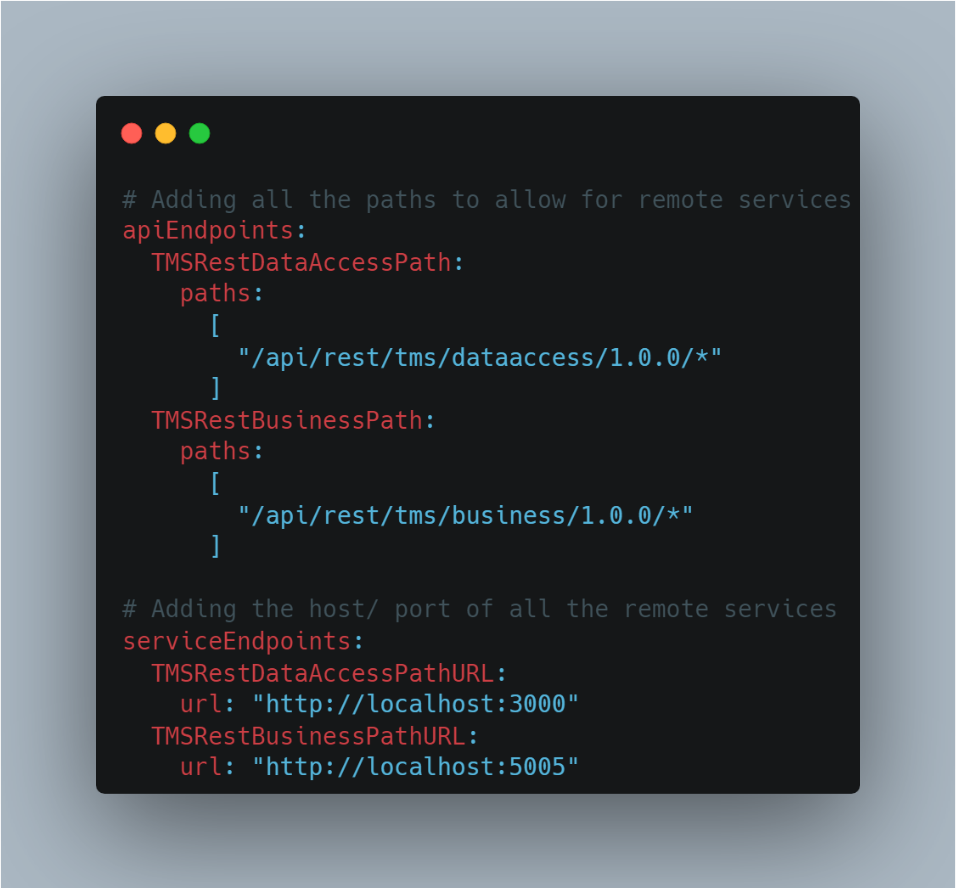 # Adding all the paths to allow for remote services
apiEndpoints:
  TMSRestDataAccessPath:
    paths:
      [
        "/api/rest/tms/dataaccess/1.0.0/*"
      ]
  TMSRestBusinessPath:
    paths:
      [
        "/api/rest/tms/business/1.0.0/*"
      ]
# Adding the host/ port of all the remote services
serviceEndpoints:
  TMSRestDataAccessPathURL:
    url: "http://localhost:3000"
  TMSRestBusinessPathURL:
    url: "http://localhost:5005"